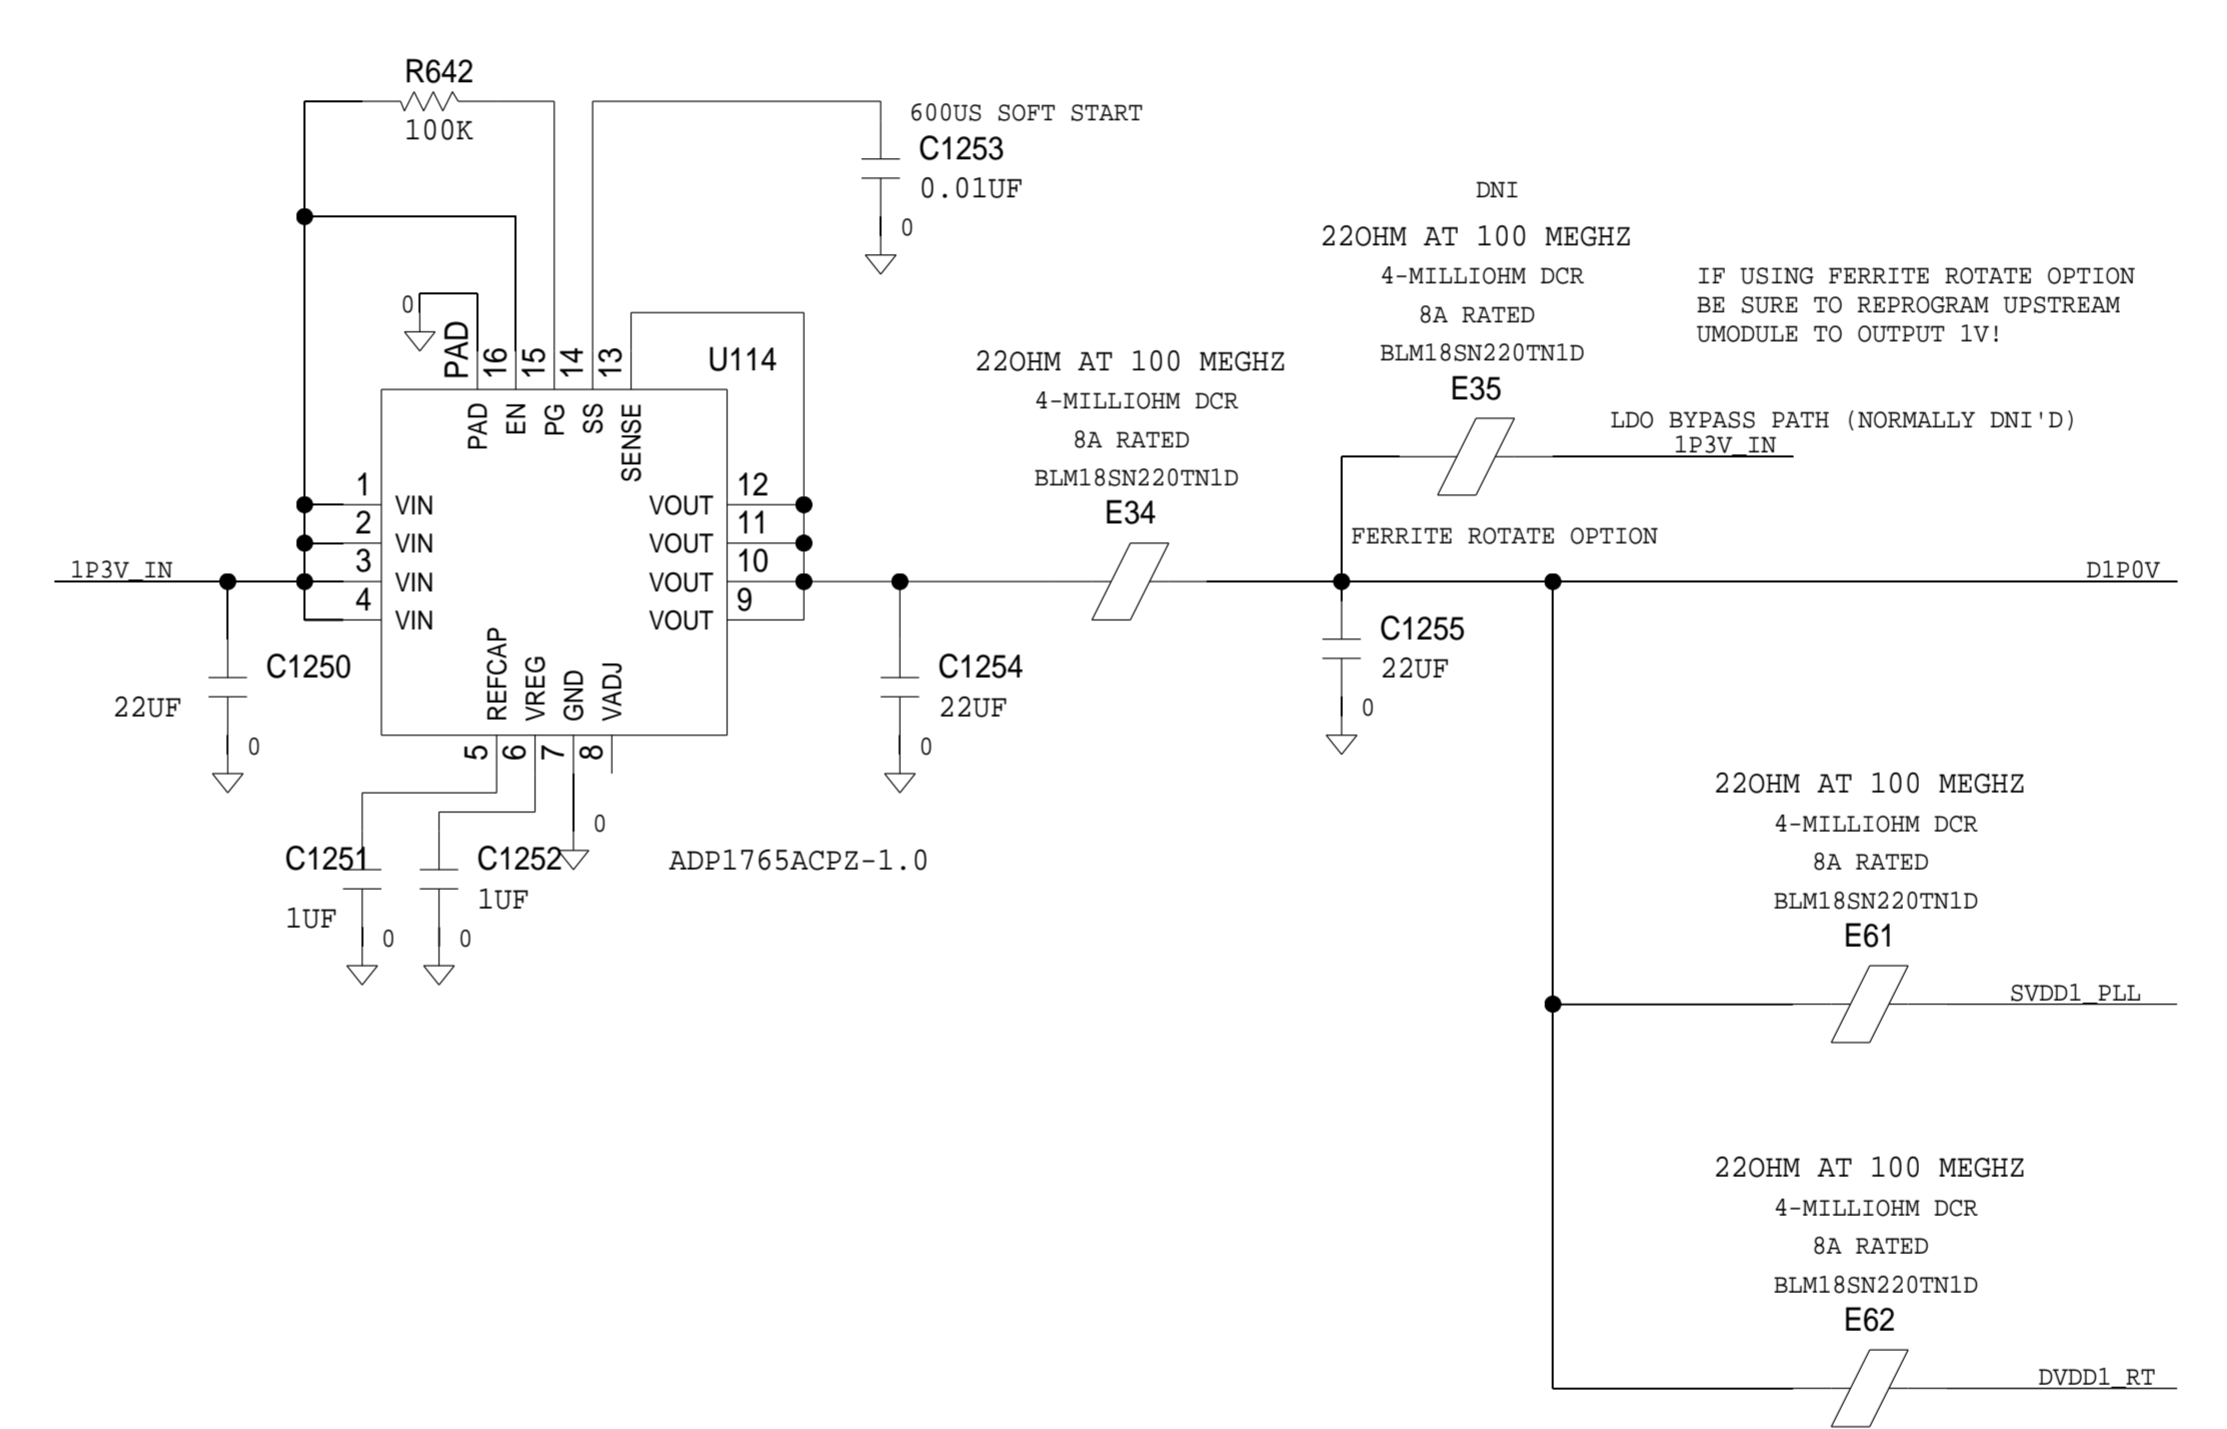 R642
100K
600US SOFT START
C1253
0.01UF
0
DNI
22OHM AT 100 MEGHZ
4-MILLIOHM DCR
8A RATED
BLM18SN220TN1D
E35
IF USING FERRITE ROTATE OPTION
BE SURE TO REPROGRAM UPSTREAM
UMODULE TO OUTPUT 1V!
LDO BYPASS PATH (NORMALLY DNI'D)
1P3V_IN
FERRITE ROTATE OPTION
0
PAD
16
15
14
13
U114
PAD
EN
PG
SS
SENSE
22OHM AT 100 MEGHZ
4-MILLIOHM DCR
8A RATED
BLM18SN220TN1D
E34
1
VIN
2
VIN
3
VIN
4
VIN
VOUT
12
VOUT
11
VOUT
10
VOUT
9
1P3V_IN
D1P0V
C1250
22UF
0
REFCAP
VREG
GND
VADJ
5
6
7
8
C1254
22UF
0
C1255
22UF
0
0
C1251
1UF
0
C1252
1UF
0
ADP1765ACPZ-1.0
22OHM AT 100 MEGHZ
4-MILLIOHM DCR
8A RATED
BLM18SN220TN1D
E61
SVDD1_PLL
22OHM AT 100 MEGHZ
4-MILLIOHM DCR
8A RATED
BLM18SN220TN1D
E62
DVDD1_RT